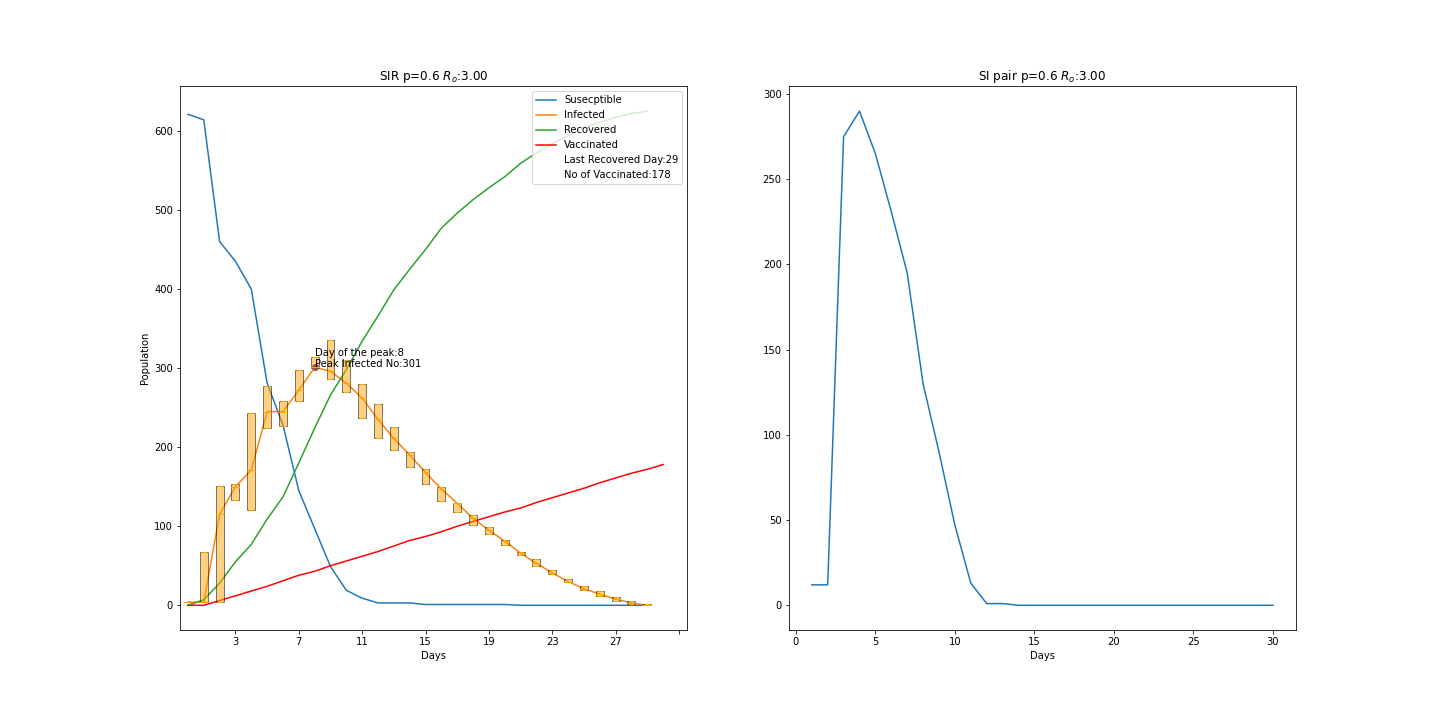 SIR p=0.6 Rₒ:3.00
Susecptible
Infected
Recovered
Vaccinated
Last Recovered Day:29
No of Vaccinated:178
600
500
400
300
200
100
0
Population
Day of the peak:8
Peak Infected No:301
3 7 11 15 19 23 27
Days
SI pair p=0.6 Rₒ:3.00
300
250
200
150
100
50
0
0 5 10 15 20 25 30
Days